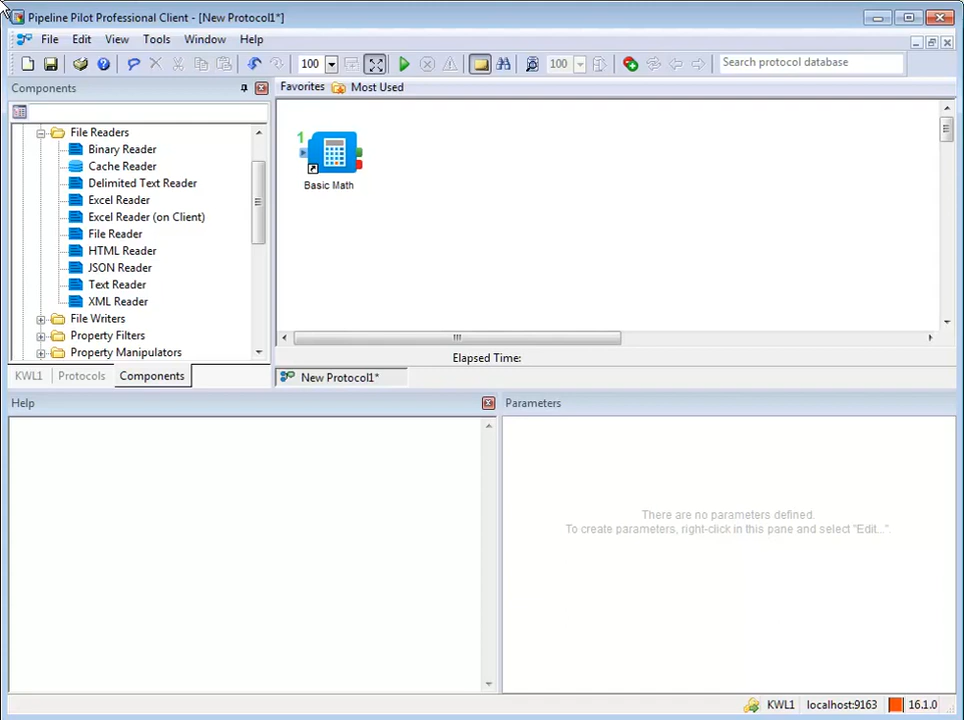 Pipeline Pilot Professional Client - [New Protocol1*]
File Edit View Tools Window Help
100 100 Search protocol database
Components
Favorites Most Used
File Readers
Binary Reader
Cache Reader
Delimited Text Reader
Excel Reader
Excel Reader (on Client)
File Reader
HTML Reader
JSON Reader
Text Reader
XML Reader
File Writers
Property Filters
Property Manipulators
1
Basic Math
Elapsed Time:
KWL1 Protocols Components
New Protocol1*
Help
Parameters
There are no parameters defined.
To create parameters, right-click in this pane and select "Edit...".
KWL1 localhost:9163 16.1.0